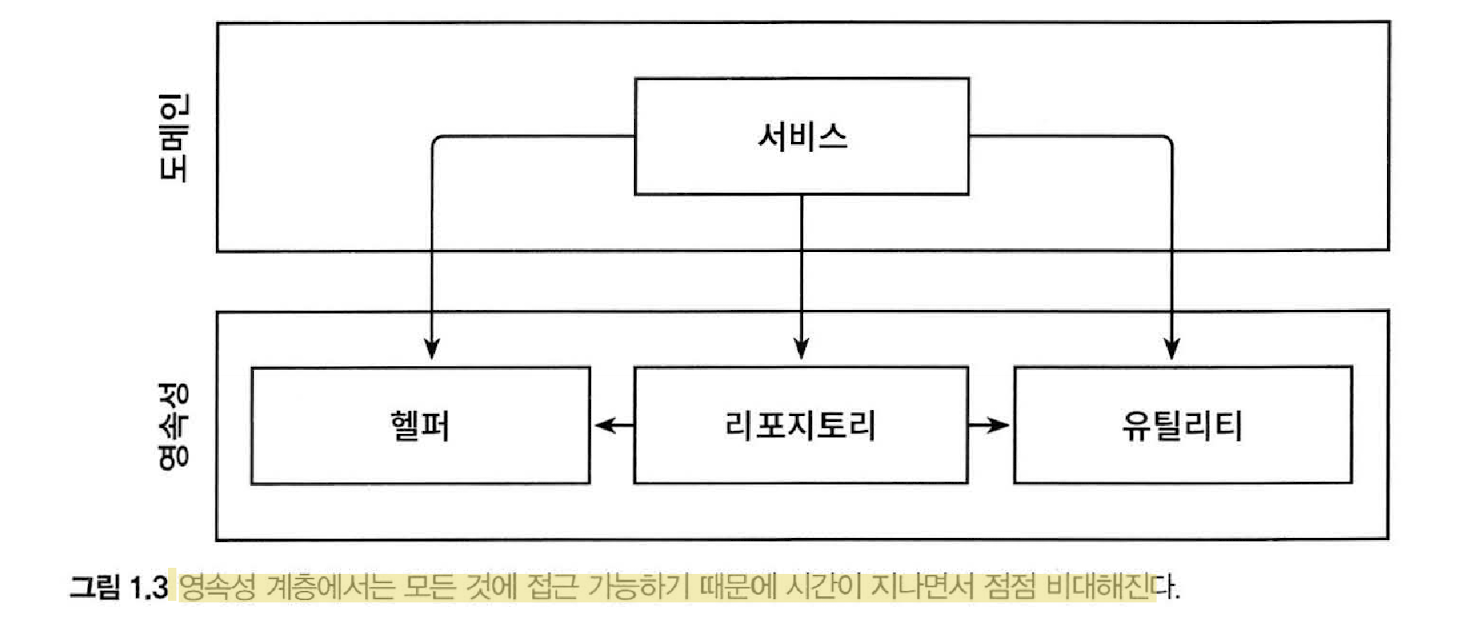 도메인
서비스
영속성
헬퍼
리포지토리
유틸리티
그림 1.3 영속성 계층에서는 모든 것에 접근 가능하기 때문에 시간이 지나면서 점점 비대해진다.